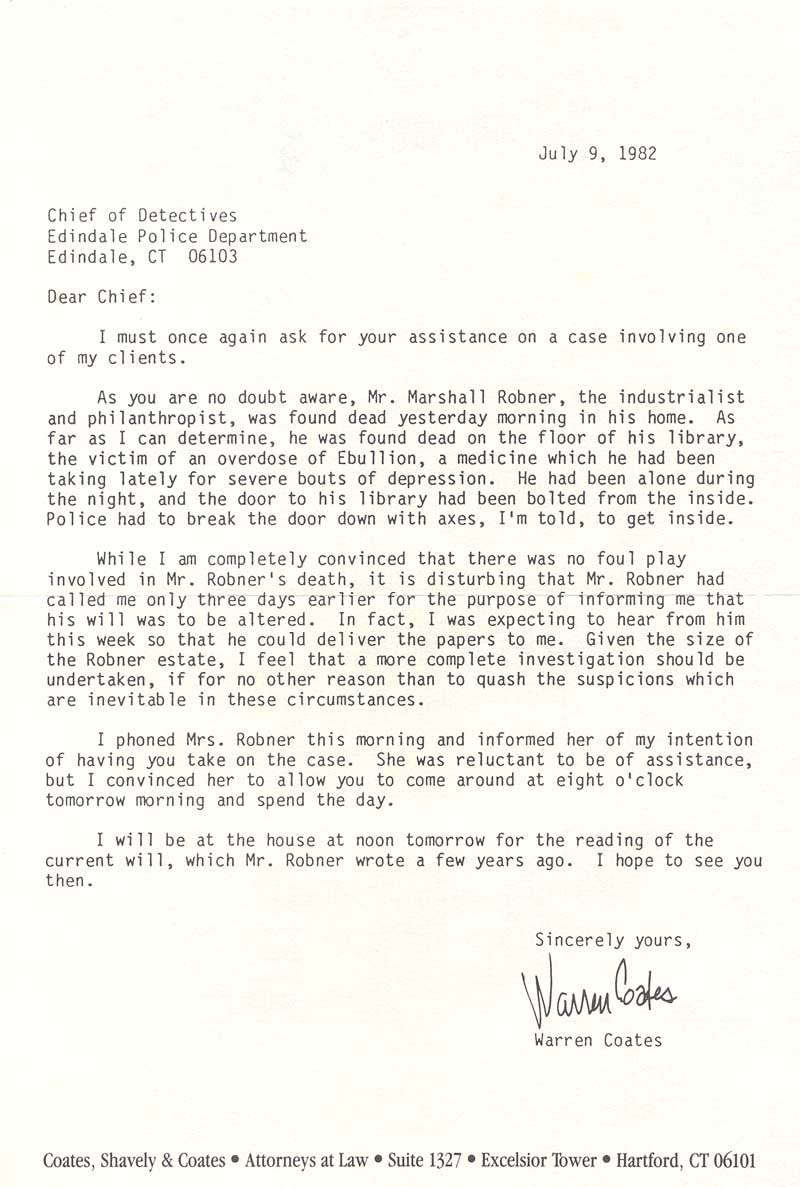 July 9, 1982
Chief of Detectives
Edindale Police Department
Edindale, CT  06103
Dear Chief:
I must once again ask for your assistance on a case involving one
of my clients.
As you are no doubt aware, Mr. Marshall Robner, the industrialist
and philanthropist, was found dead yesterday morning in his home.  As
far as I can determine, he was found dead on the floor of his library,
the victim of an overdose of Ebullion, a medicine which he had been
taking lately for severe bouts of depression.  He had been alone during
the night, and the door to his library had been bolted from the inside.
Police had to break the door down with axes, I'm told, to get inside.
While I am completely convinced that there was no foul play
involved in Mr. Robner's death, it is disturbing that Mr. Robner had
called me only three days earlier for the purpose of informing me that
his will was to be altered.  In fact, I was expecting to hear from him
this week so that he could deliver the papers to me.  Given the size of
the Robner estate, I feel that a more complete investigation should be
undertaken, if for no other reason than to quash the suspicions which
are inevitable in these circumstances.
I phoned Mrs. Robner this morning and informed her of my intention
of having you take on the case.  She was reluctant to be of assistance,
but I convinced her to allow you to come around at eight o'clock
tomorrow morning and spend the day.
I will be at the house at noon tomorrow for the reading of the
current will, which Mr. Robner wrote a few years ago.  I hope to see you
then.
Sincerely yours,
Warren Coates
Warren Coates
Coates, Shavely & Coates • Attorneys at Law • Suite 1327 • Excelsior Tower • Hartford, CT 06101